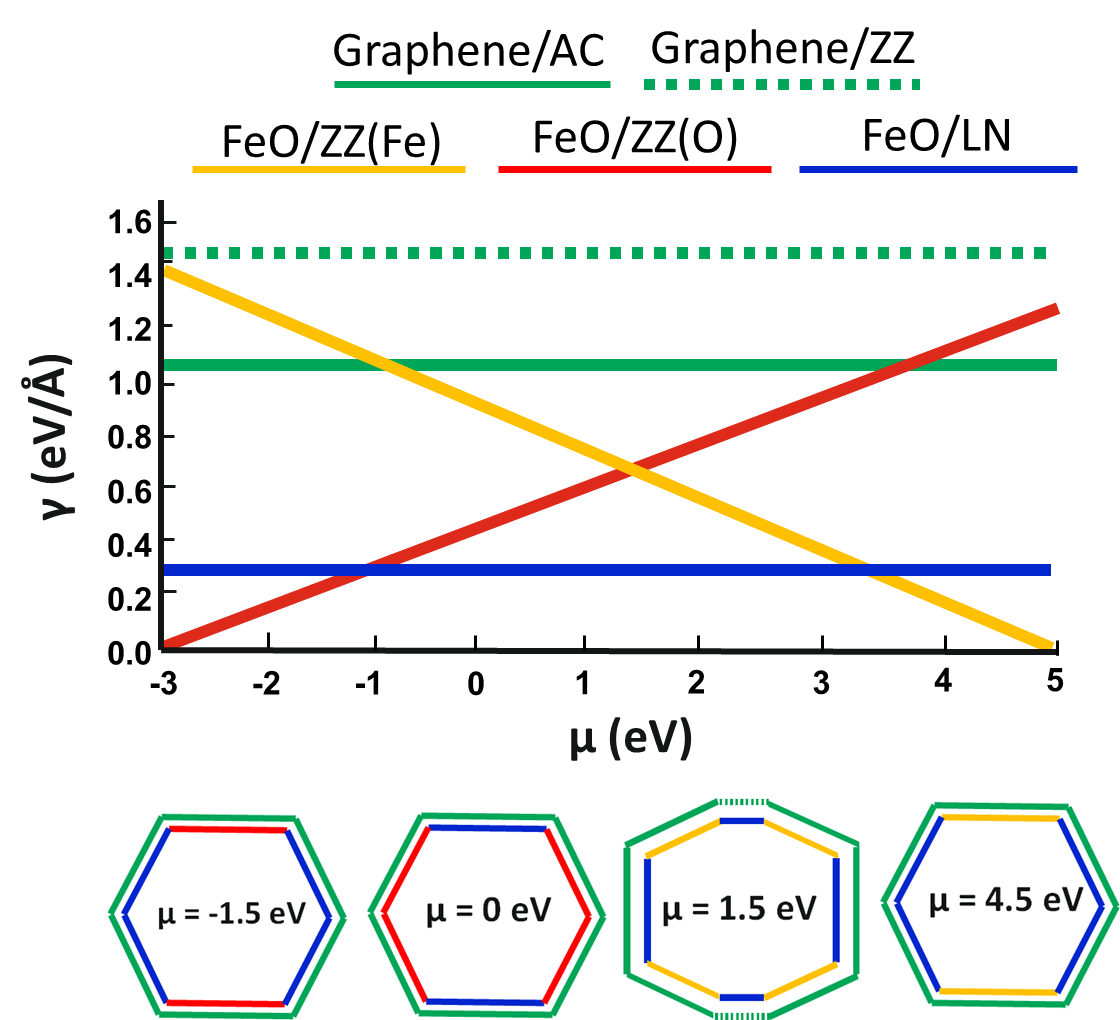 Graphene/AC Graphene/ZZ
FeO/ZZ(Fe) FeO/ZZ(O) FeO/LN
1.6
1.4
1.2
1.0
0.8
0.6
0.4
0.2
0.0
γ (eV/Å)
-3 -2 -1 0 1 2 3 4 5
μ (eV)
μ = -1.5 eV μ = 0 eV μ = 1.5 eV μ = 4.5 eV